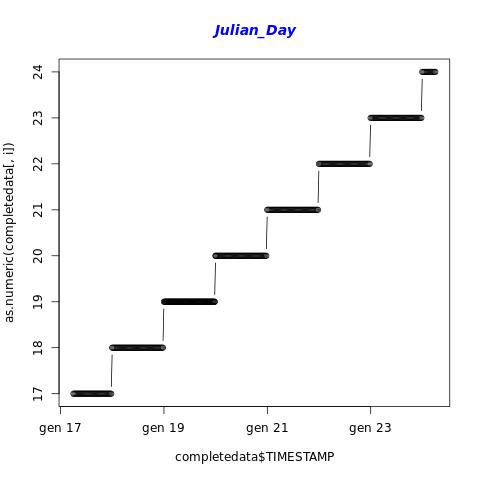 Julian_Day
as.numeric(completedata[, i])
24
23
22
21
20
19
18
17
gen 17 gen 19 gen 21 gen 23
completedata$TIMESTAMP